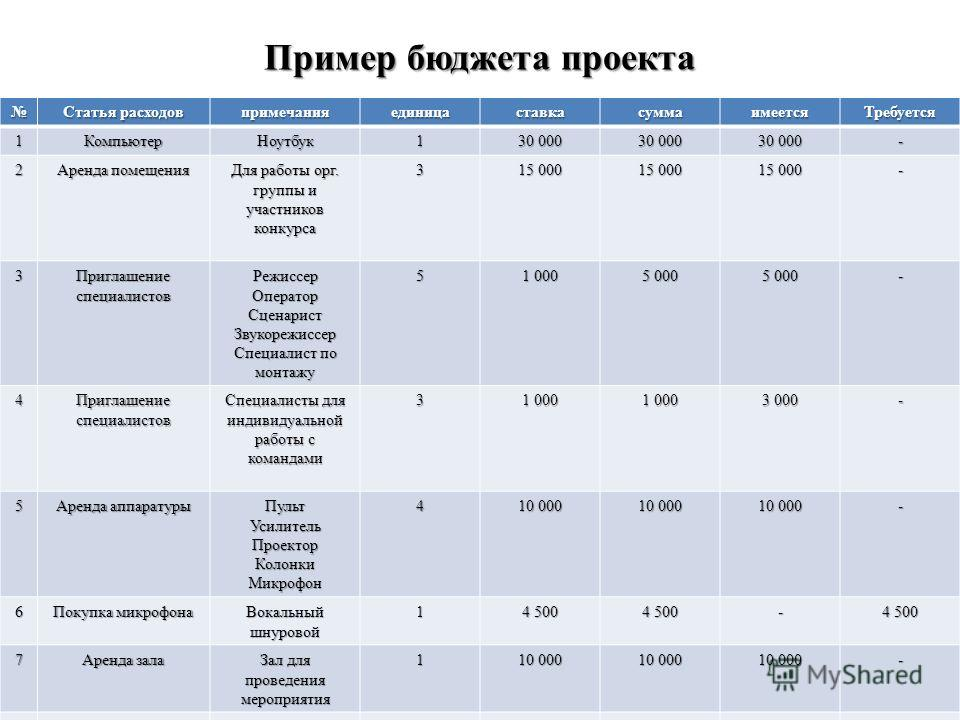 Пример бюджета проекта
№ Статья расходов примечания единица ставка сумма имеется Требуется
1 Компьютер Ноутбук 1 30 000 30 000 30 000 -
2 Аренда помещения Для работы орг. 3 15 000 15 000 15 000 -
группы и
участников
конкурса
3 Приглашение Режиссер 5 1 000 5 000 5 000 -
специалистов Оператор
Сценарист
Звукорежиссер
Специалист по
монтажу
4 Приглашение Специалисты для 3 1 000 1 000 3 000 -
специалистов индивидуальной
работы с
командами
5 Аренда аппаратуры Пульт 4 10 000 10 000 10 000 -
Усилитель
Проектор
Колонки
Микрофон
6 Покупка микрофона Вокальный 1 4 500 4 500 - 4 500
шнуровой
7 Аренда зала Зал для 1 10 000 10 000 10 000 -
проведения
мероприятия
MyShared